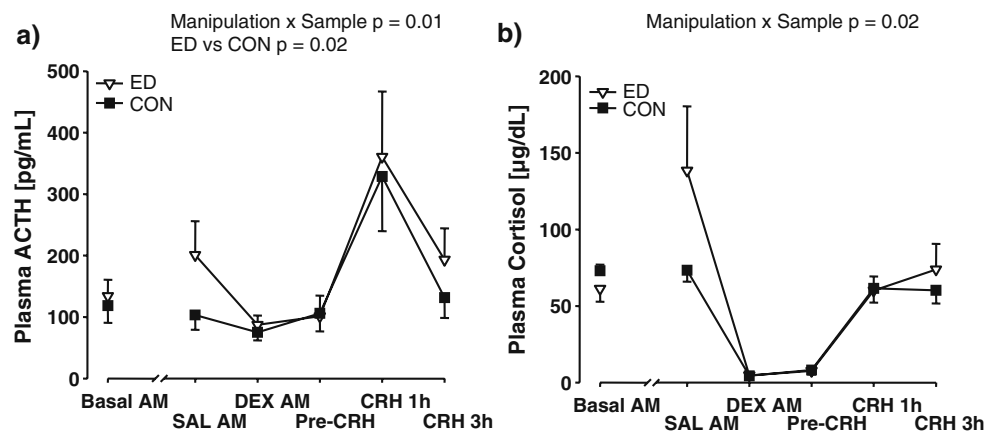 a)
Manipulation x Sample p = 0.01
ED vs CON p = 0.02
Plasma ACTH [pg/mL]
500
400
300
200
100
0
ED
CON
Basal AM
SAL AM
DEX AM
Pre-CRH
CRH 1h
CRH 3h
b)
Manipulation x Sample p = 0.02
Plasma Cortisol [µg/dL]
200
150
100
50
0
ED
CON
Basal AM
SAL AM
DEX AM
Pre-CRH
CRH 1h
CRH 3h